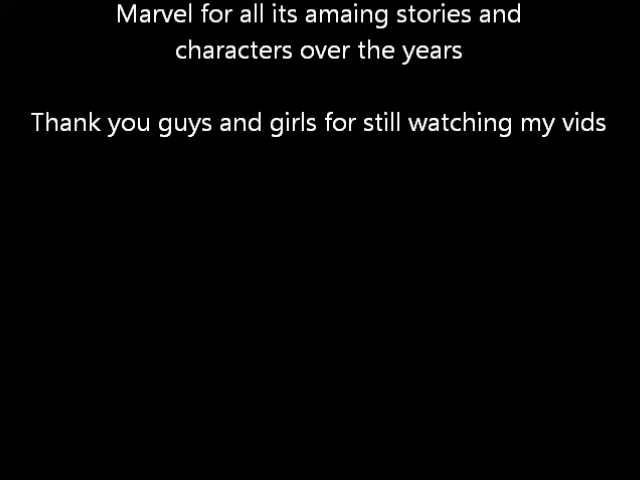 Marvel for all its amaing stories and
characters over the years
Thank you guys and girls for still watching my vids